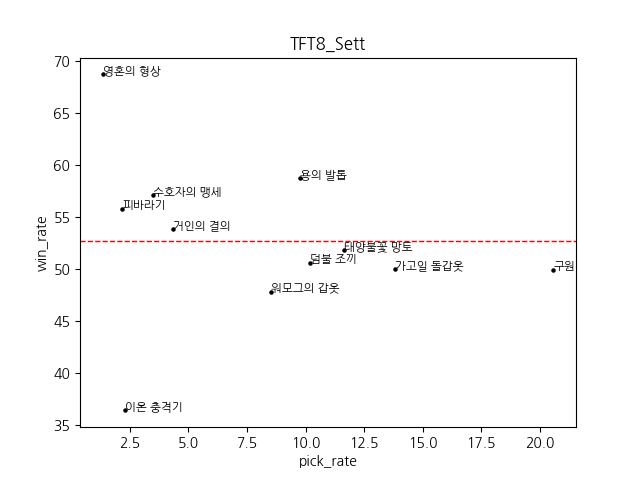 TFT8_Sett
70
65
60
55
50
45
40
35
win_rate
영혼의 형상
용의 발톱
수호자의 맹세
피바라기
거인의 결의
태양불꽃 망토
덤불 조끼
가고일 돌갑옷
구원
워모그의 갑옷
이온 충격기
2.5 5.0 7.5 10.0 12.5 15.0 17.5 20.0
pick_rate